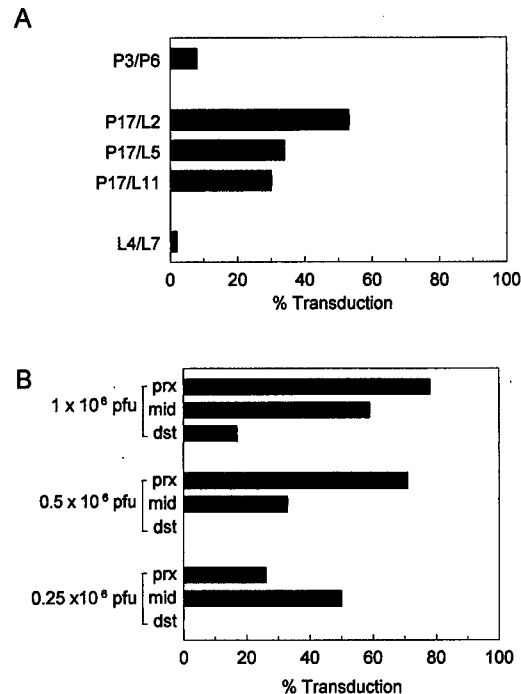 A
P3/P6
P17/L2
P17/L5
P17/L11
L4/L7
0 20 40 60 80 100
% Transduction
B
1 x 10⁶ pfu
prx
mid
dst
0.5 x 10⁶ pfu
prx
mid
dst
0.25 x10⁶ pfu
prx
mid
dst
0 20 40 60 80 100
% Transduction